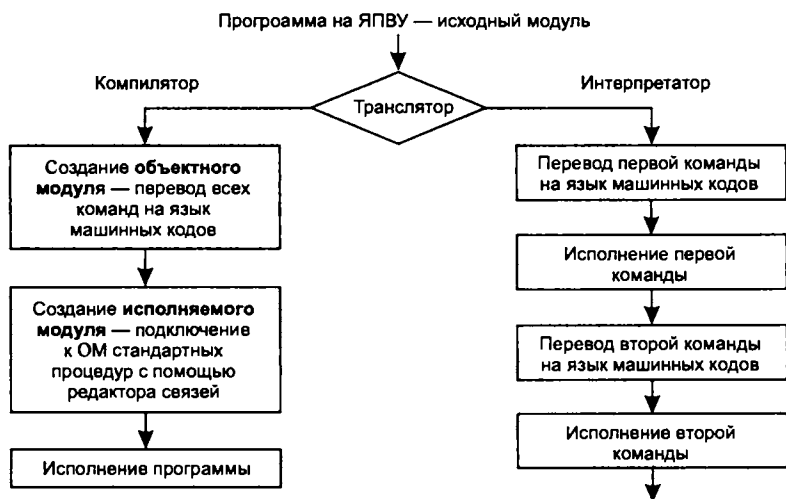 Прогроамма на ЯПВУ — исходный модуль
Компилятор
Интерпретатор
Транслятор
Создание объектного
модуля — перевод всех
команд на язык
машинных кодов
Создание исполняемого
модуля — подключение
к ОМ стандартных
процедур с помощью
редактора связей
Исполнение программы
Перевод первой команды
на язык машинных кодов
Исполнение первой
команды
Перевод второй команды
на язык машинных кодов
Исполнение второй
команды